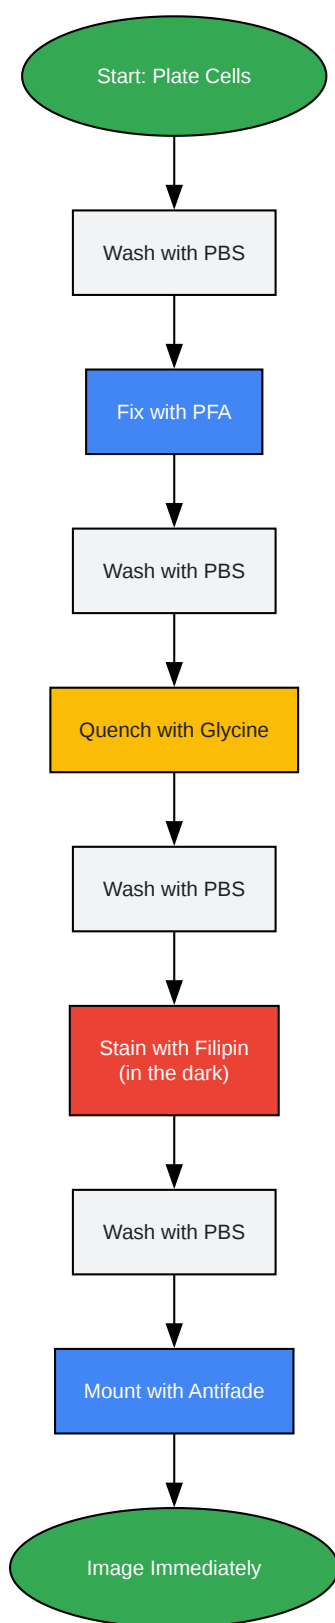 Start: Plate Cells
Wash with PBS
Fix with PFA
Wash with PBS
Quench with Glycine
Wash with PBS
Stain with Filipin
(in the dark)
Wash with PBS
Mount with Antifade
Image Immediately